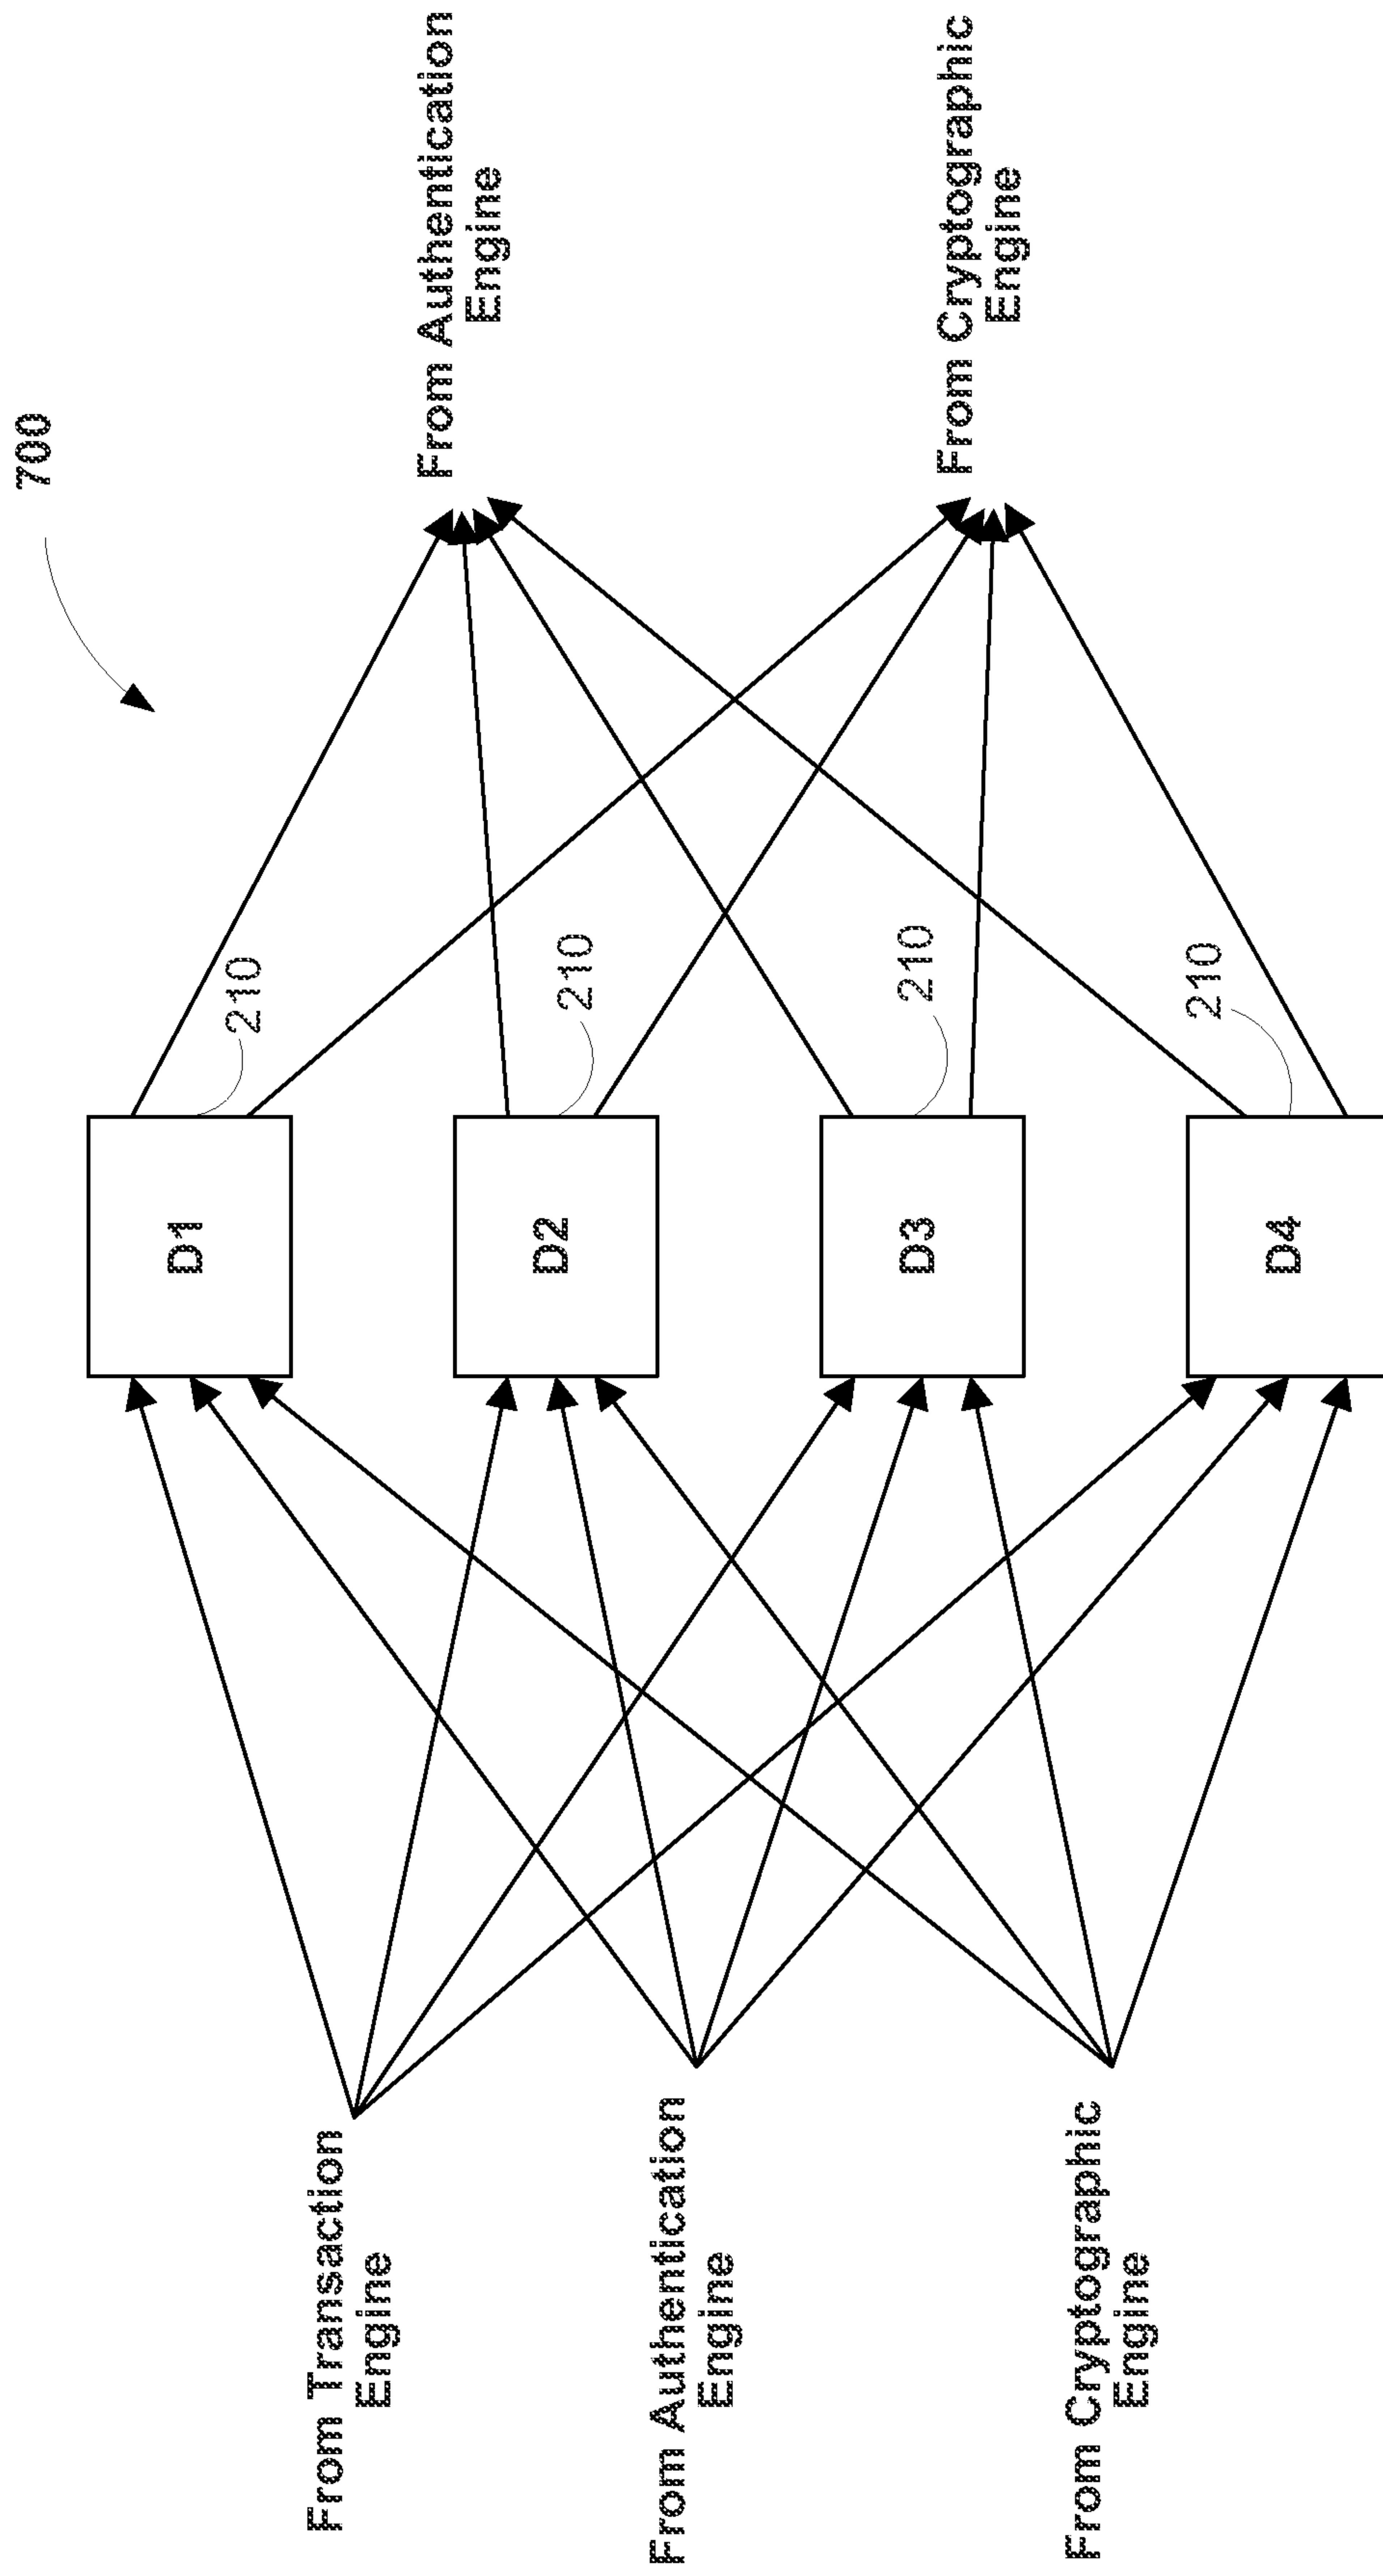 700
From Transaction
Engine
From Authentication
Engine
From Cryptographic
Engine
D1
210
D2
210
D3
210
D4
210
From Authentication
Engine
From Cryptographic
Engine